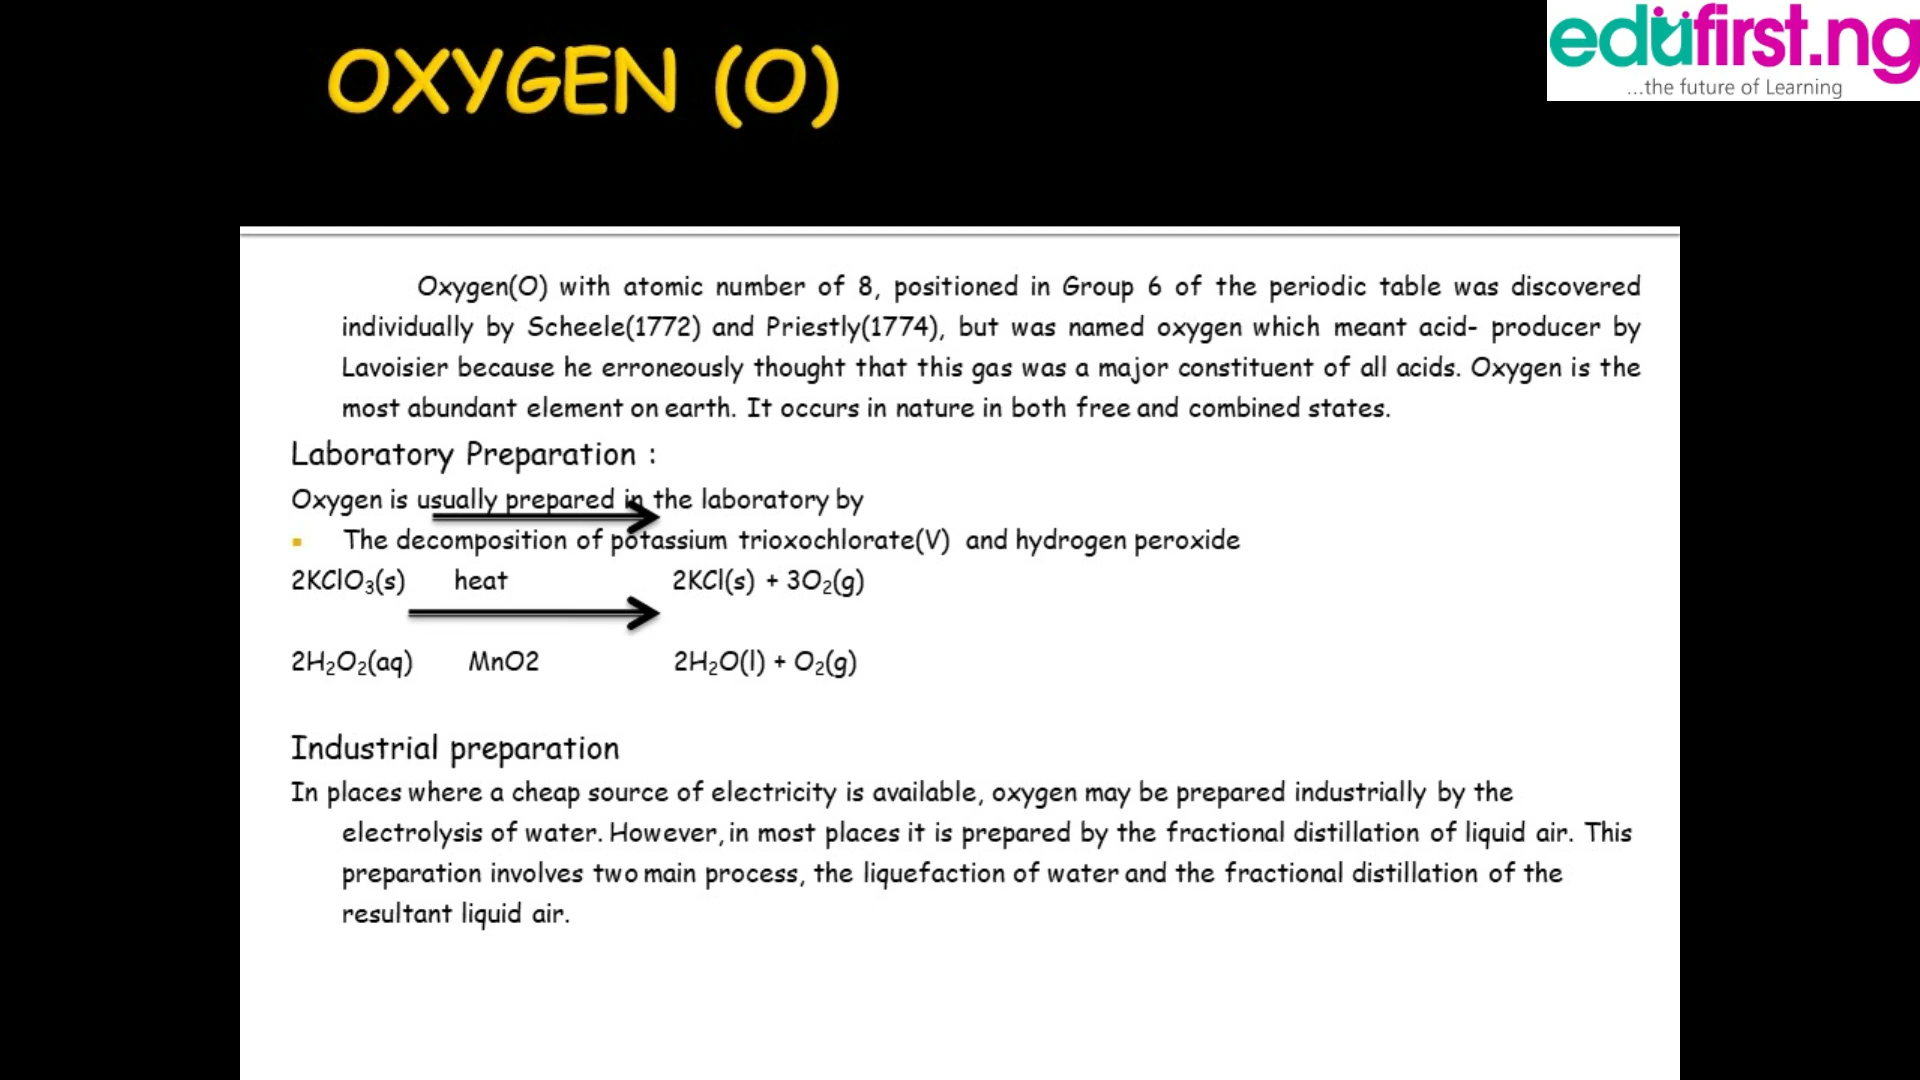 OXYGEN (O)
edufirst.ng
...the future of Learning
Oxygen(O) with atomic number of 8, positioned in Group 6 of the periodic table was discovered
individually by Scheele(1772) and Priestly(1774), but was named oxygen which meant acid- producer by
Lavoisier because he erroneously thought that this gas was a major constituent of all acids. Oxygen is the
most abundant element on earth. It occurs in nature in both free and combined states.
Laboratory Preparation :
Oxygen is usually prepared in the laboratory by
▪ The decomposition of potassium trioxochlorate(V) and hydrogen peroxide
2KClO₃(s) heat 2KCl(s) + 3O₂(g)
2H₂O₂(aq) MnO2 2H₂O(l) + O₂(g)
Industrial preparation
In places where a cheap source of electricity is available, oxygen may be prepared industrially by the
electrolysis of water. However, in most places it is prepared by the fractional distillation of liquid air. This
preparation involves two main process, the liquefaction of water and the fractional distillation of the
resultant liquid air.